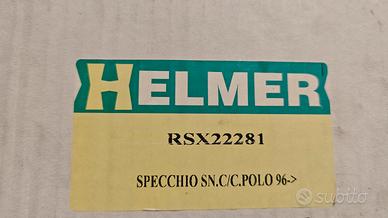 HELMER
RSX22281
SPECCHIO SN.C/C.POLO 96->
subito